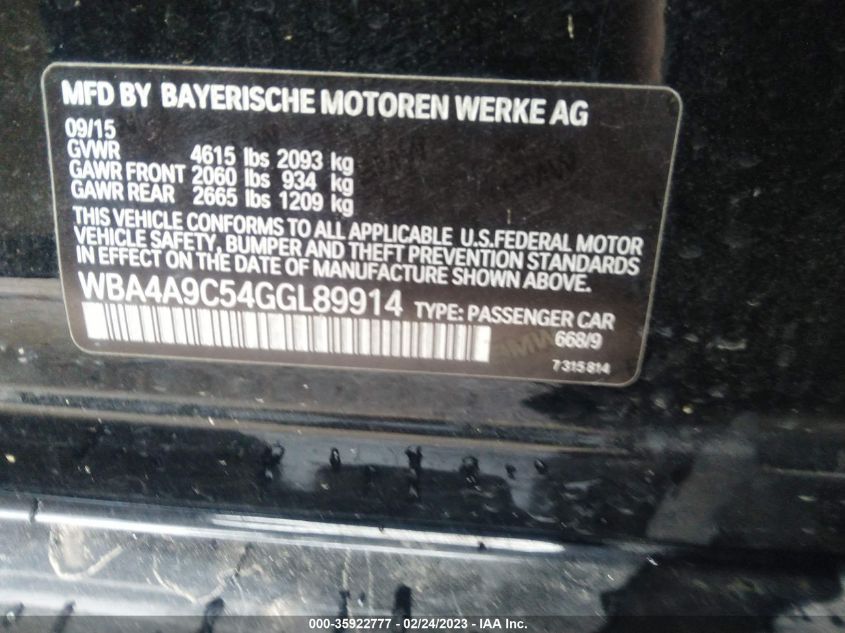 MFD BY BAYERISCHE MOTOREN WERKE AG
09/15
GVWR 4615 lbs 2093 kg
GAWR FRONT 2060 lbs 934 kg
GAWR REAR 2665 lbs 1209 kg
THIS VEHICLE CONFORMS TO ALL APPLICABLE U.S.FEDERAL MOTOR
VEHICLE SAFETY, BUMPER AND THEFT PREVENTION STANDARDS
IN EFFECT ON THE DATE OF MANUFACTURE SHOWN ABOVE.
WBA4A9C54GGL89914 TYPE: PASSENGER CAR
668/9
7315814
000-35922777 - 02/24/2023 - IAA Inc.